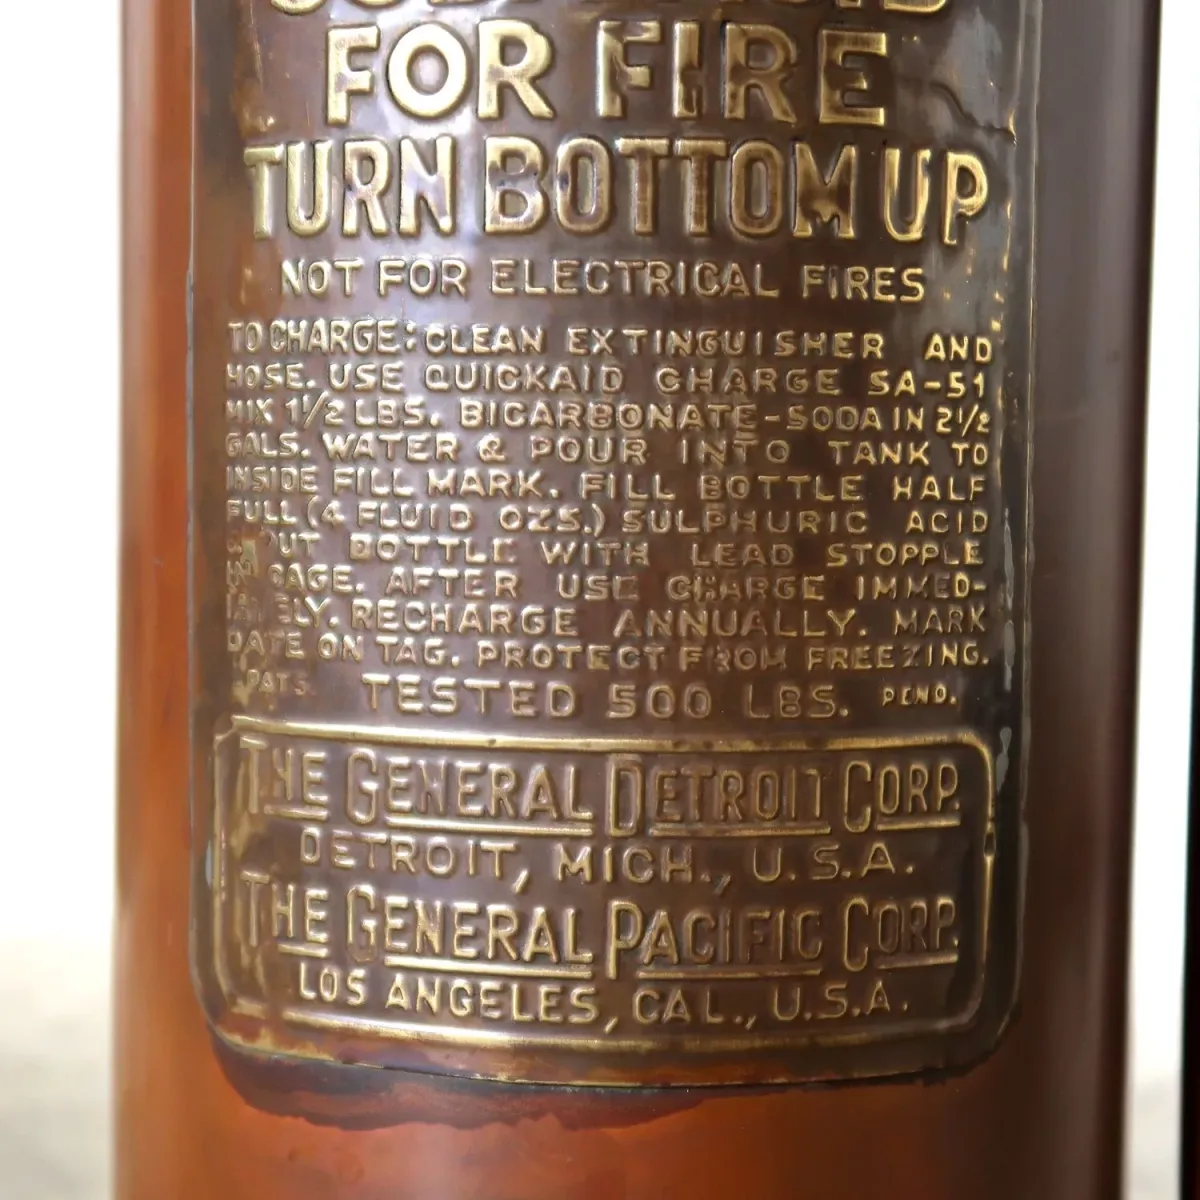 FOR FIRE
TURN BOTTOM UP
NOT FOR ELECTRICAL FIRES
TO CHARGE: CLEAN EXTINGUISHER AND
HOSE. USE QUICKAID CHARGE SA-51
MIX 1 1/2 LBS. BICARBONATE-SODA IN 2 1/2
GALS. WATER & POUR INTO TANK TO
INSIDE FILL MARK. FILL BOTTLE HALF
FULL (4 FLUID OZS.) SULPHURIC ACID
& PUT BOTTLE WITH LEAD STOPPLE
IN CAGE. AFTER USE CHARGE IMMED-
IATELY. RECHARGE ANNUALLY. MARK
DATE ON TAG. PROTECT FROM FREEZING.
PATS. TESTED 500 LBS. PEND.
THE GENERAL DETROIT CORP.
DETROIT, MICH., U.S.A.
THE GENERAL PACIFIC CORP.
LOS ANGELES, CAL., U.S.A.